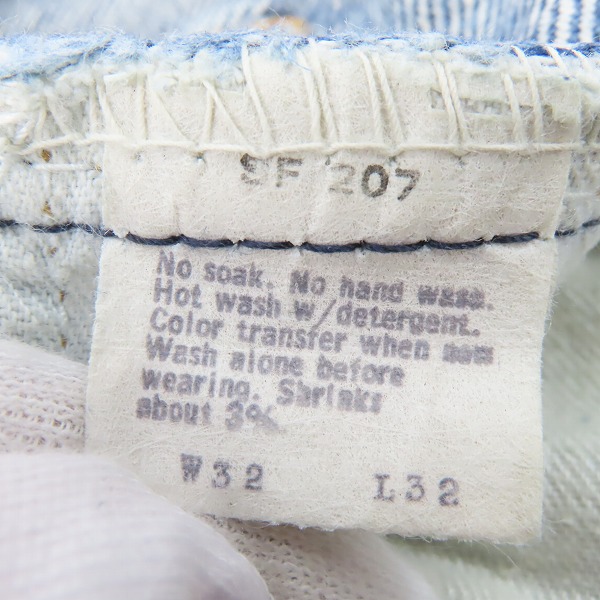 SF 207
No soak. No hand wash.
Hot wash w/detergent.
Color transfer when new
Wash alone before
wearing. Shrinks
about 3%
W32 L32